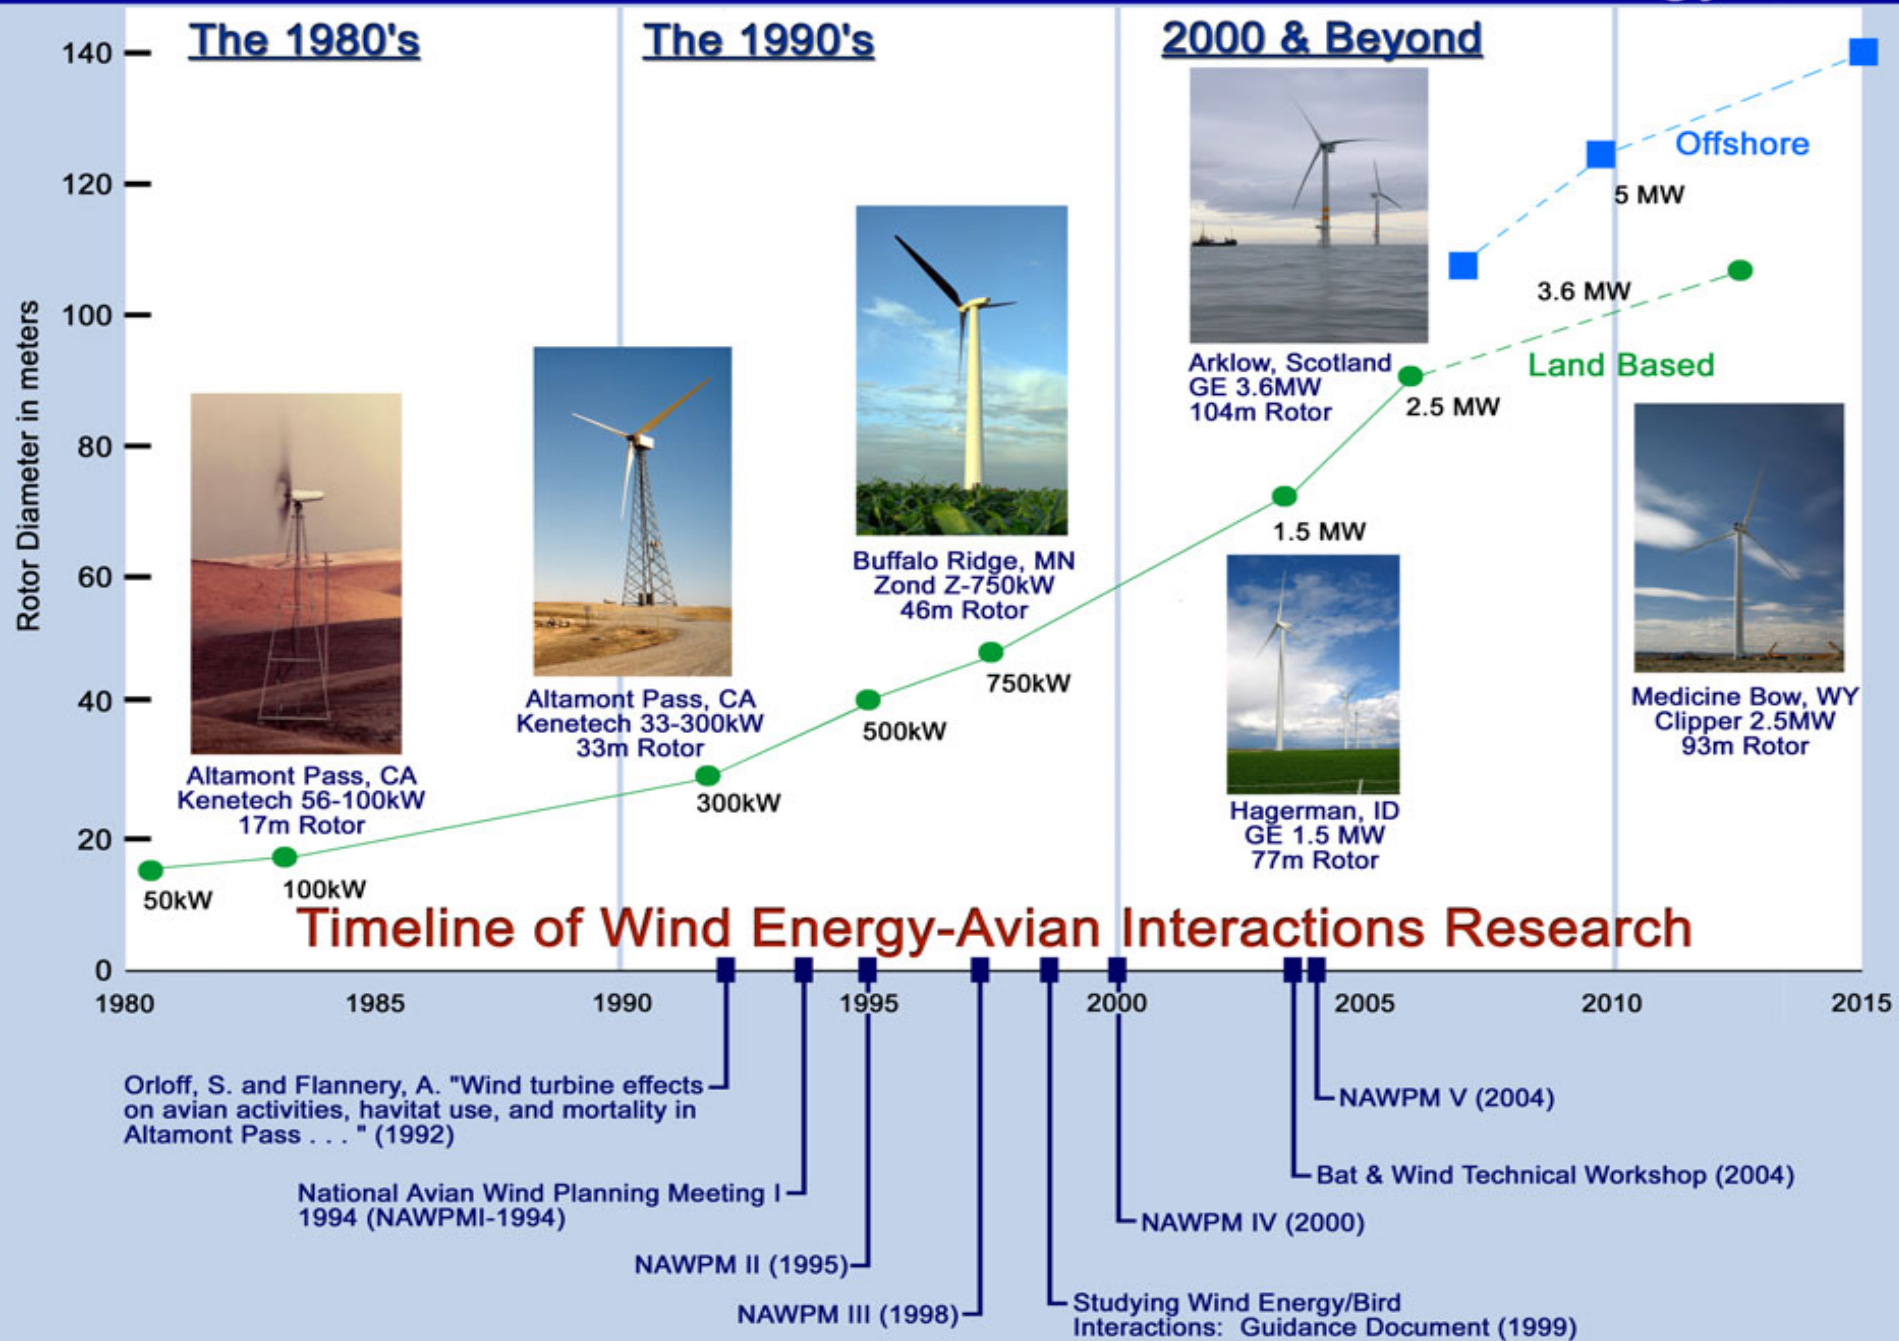 The 1980's
The 1990's
2000 & Beyond
140
120
100
80
60
40
20
0
Rotor Diameter in meters
Offshore
5 MW
3.6 MW
Land Based
2.5 MW
1.5 MW
750kW
500kW
300kW
100kW
50kW
Arklow, Scotland
GE 3.6MW
104m Rotor
Buffalo Ridge, MN
Zond Z-750kW
46m Rotor
Altamont Pass, CA
Kenetech 33-300kW
33m Rotor
Altamont Pass, CA
Kenetech 56-100kW
17m Rotor
Hagerman, ID
GE 1.5 MW
77m Rotor
Medicine Bow, WY
Clipper 2.5MW
93m Rotor
Timeline of Wind Energy-Avian Interactions Research
1980 1985 1990 1995 2000 2005 2010 2015
Orloff, S. and Flannery, A. "Wind turbine effects
on avian activities, havitat use, and mortality in
Altamont Pass . . . " (1992)
National Avian Wind Planning Meeting I
1994 (NAWPMI-1994)
NAWPM II (1995)
NAWPM III (1998)
Studying Wind Energy/Bird
Interactions: Guidance Document (1999)
NAWPM IV (2000)
Bat & Wind Technical Workshop (2004)
NAWPM V (2004)